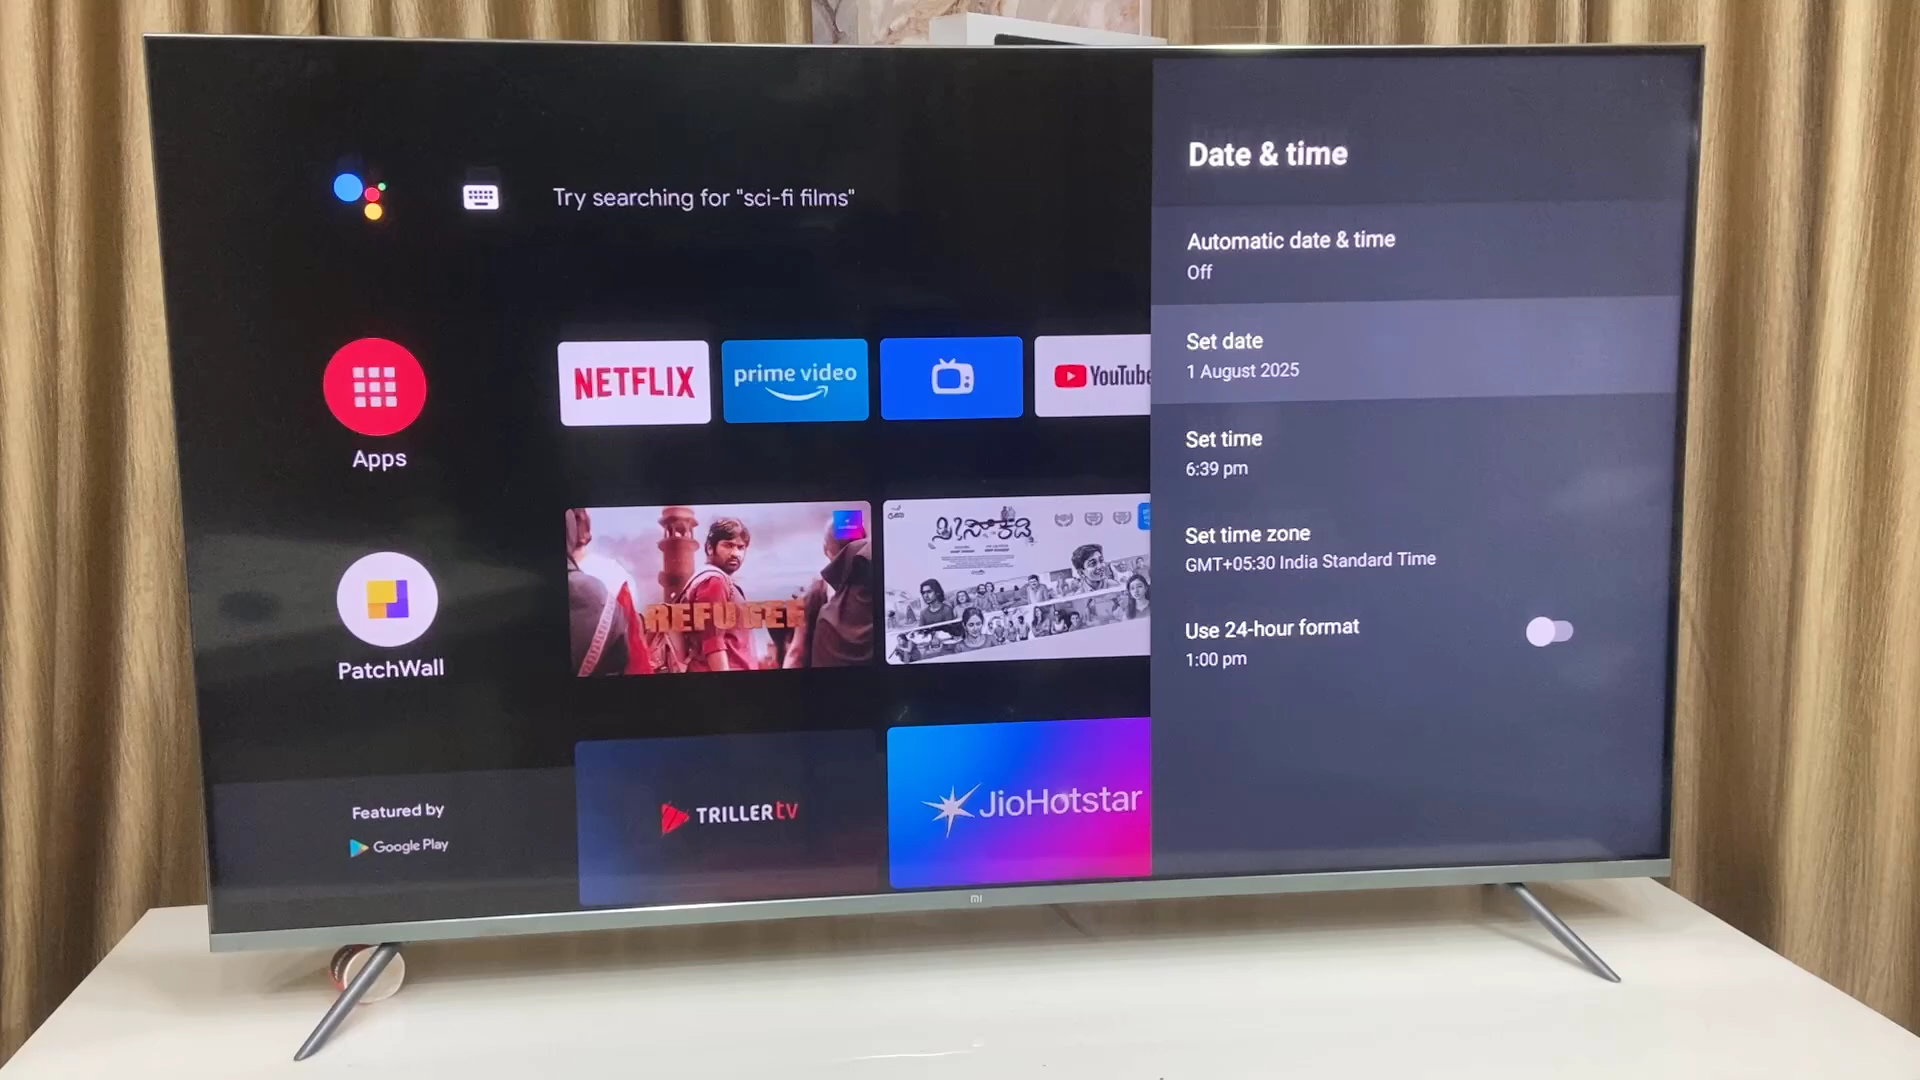 Try searching for "sci-fi films"
Apps
NETFLIX
prime video
YouTube
PatchWall
REFUGEE
Featured by
Google Play
TRILLERtv
JioHotstar
mi
Date & time
Automatic date & time
Off
Set date
1 August 2025
Set time
6:39 pm
Set time zone
GMT+05:30 India Standard Time
Use 24-hour format
1:00 pm